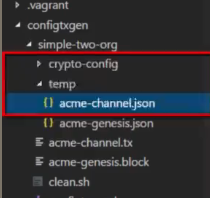 .vagrant
configtxgen
simple-two-org
crypto-config
temp
{} acme-channel.json
{} acme-genesis.json
acme-channel.tx
acme-genesis.block
clean.sh